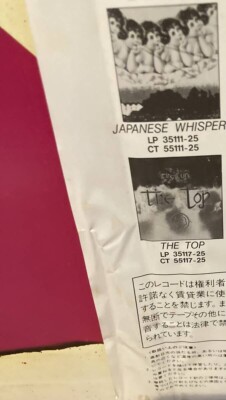 JAPANESE WHISPER
LP 35111-25
CT 55111-25
the Top
THE TOP
LP 35117-25
CT 55117-25
このレコードは権利者
許諾なく賃貸業に使
することを禁じます。ま
無断でテープその他に
音することは法律で禁
られています。